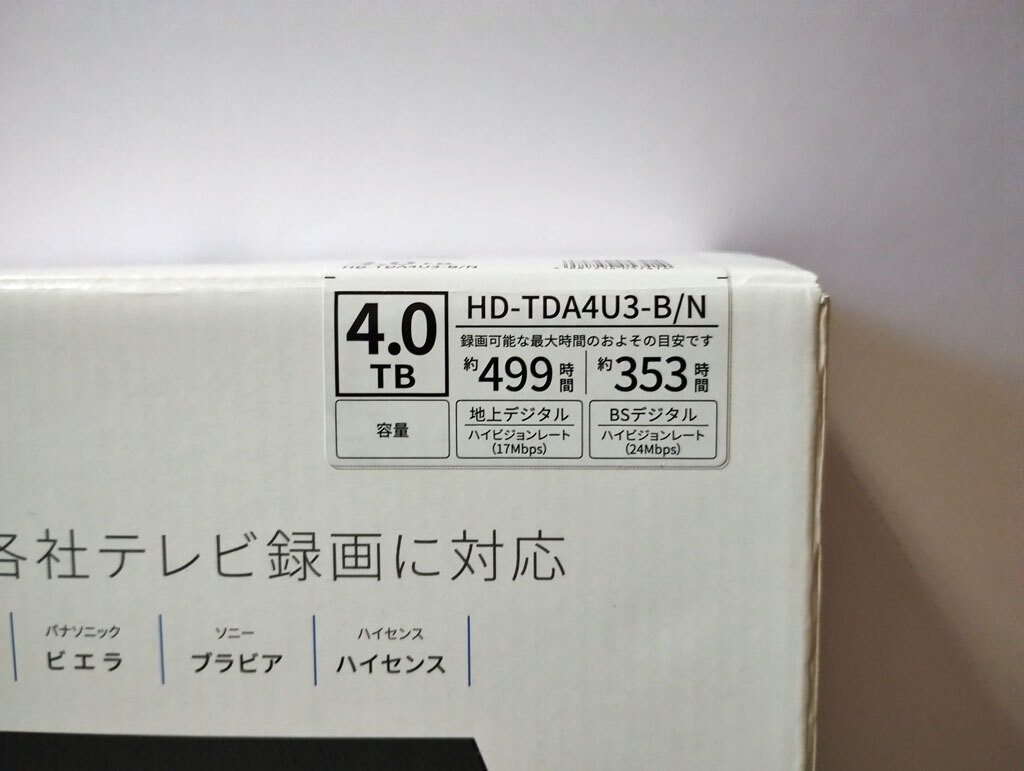 HD-TDA4U3-B/N
4.0
TB
容量
HD-TDA4U3-B/N
録画可能な最大時間のおよその目安です
約499時間
約353時間
地上デジタル
ハイビジョンレート
(17Mbps)
BSデジタル
ハイビジョンレート
(24Mbps)
各社テレビ録画に対応
パナソニック
ビエラ
ソニー
ブラビア
ハイセンス
ハイセンス